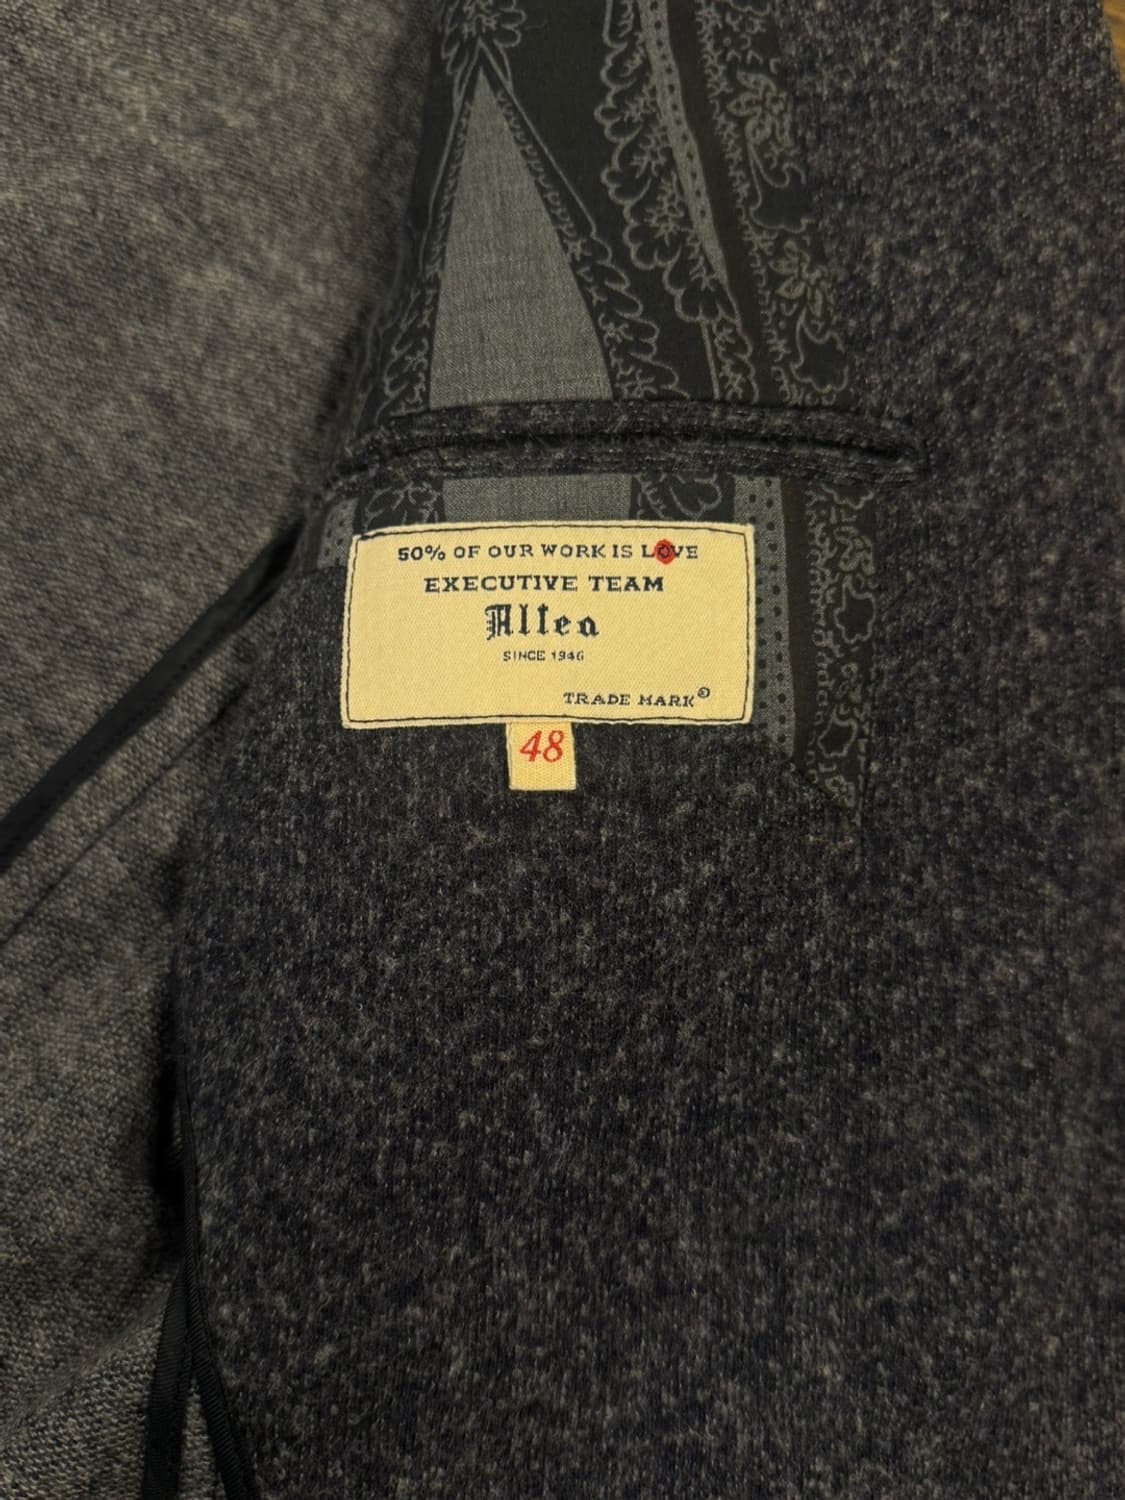 50% OF OUR WORK IS LOVE
EXECUTIVE TEAM
Altea
SINCE 1946
TRADE MARK®
48